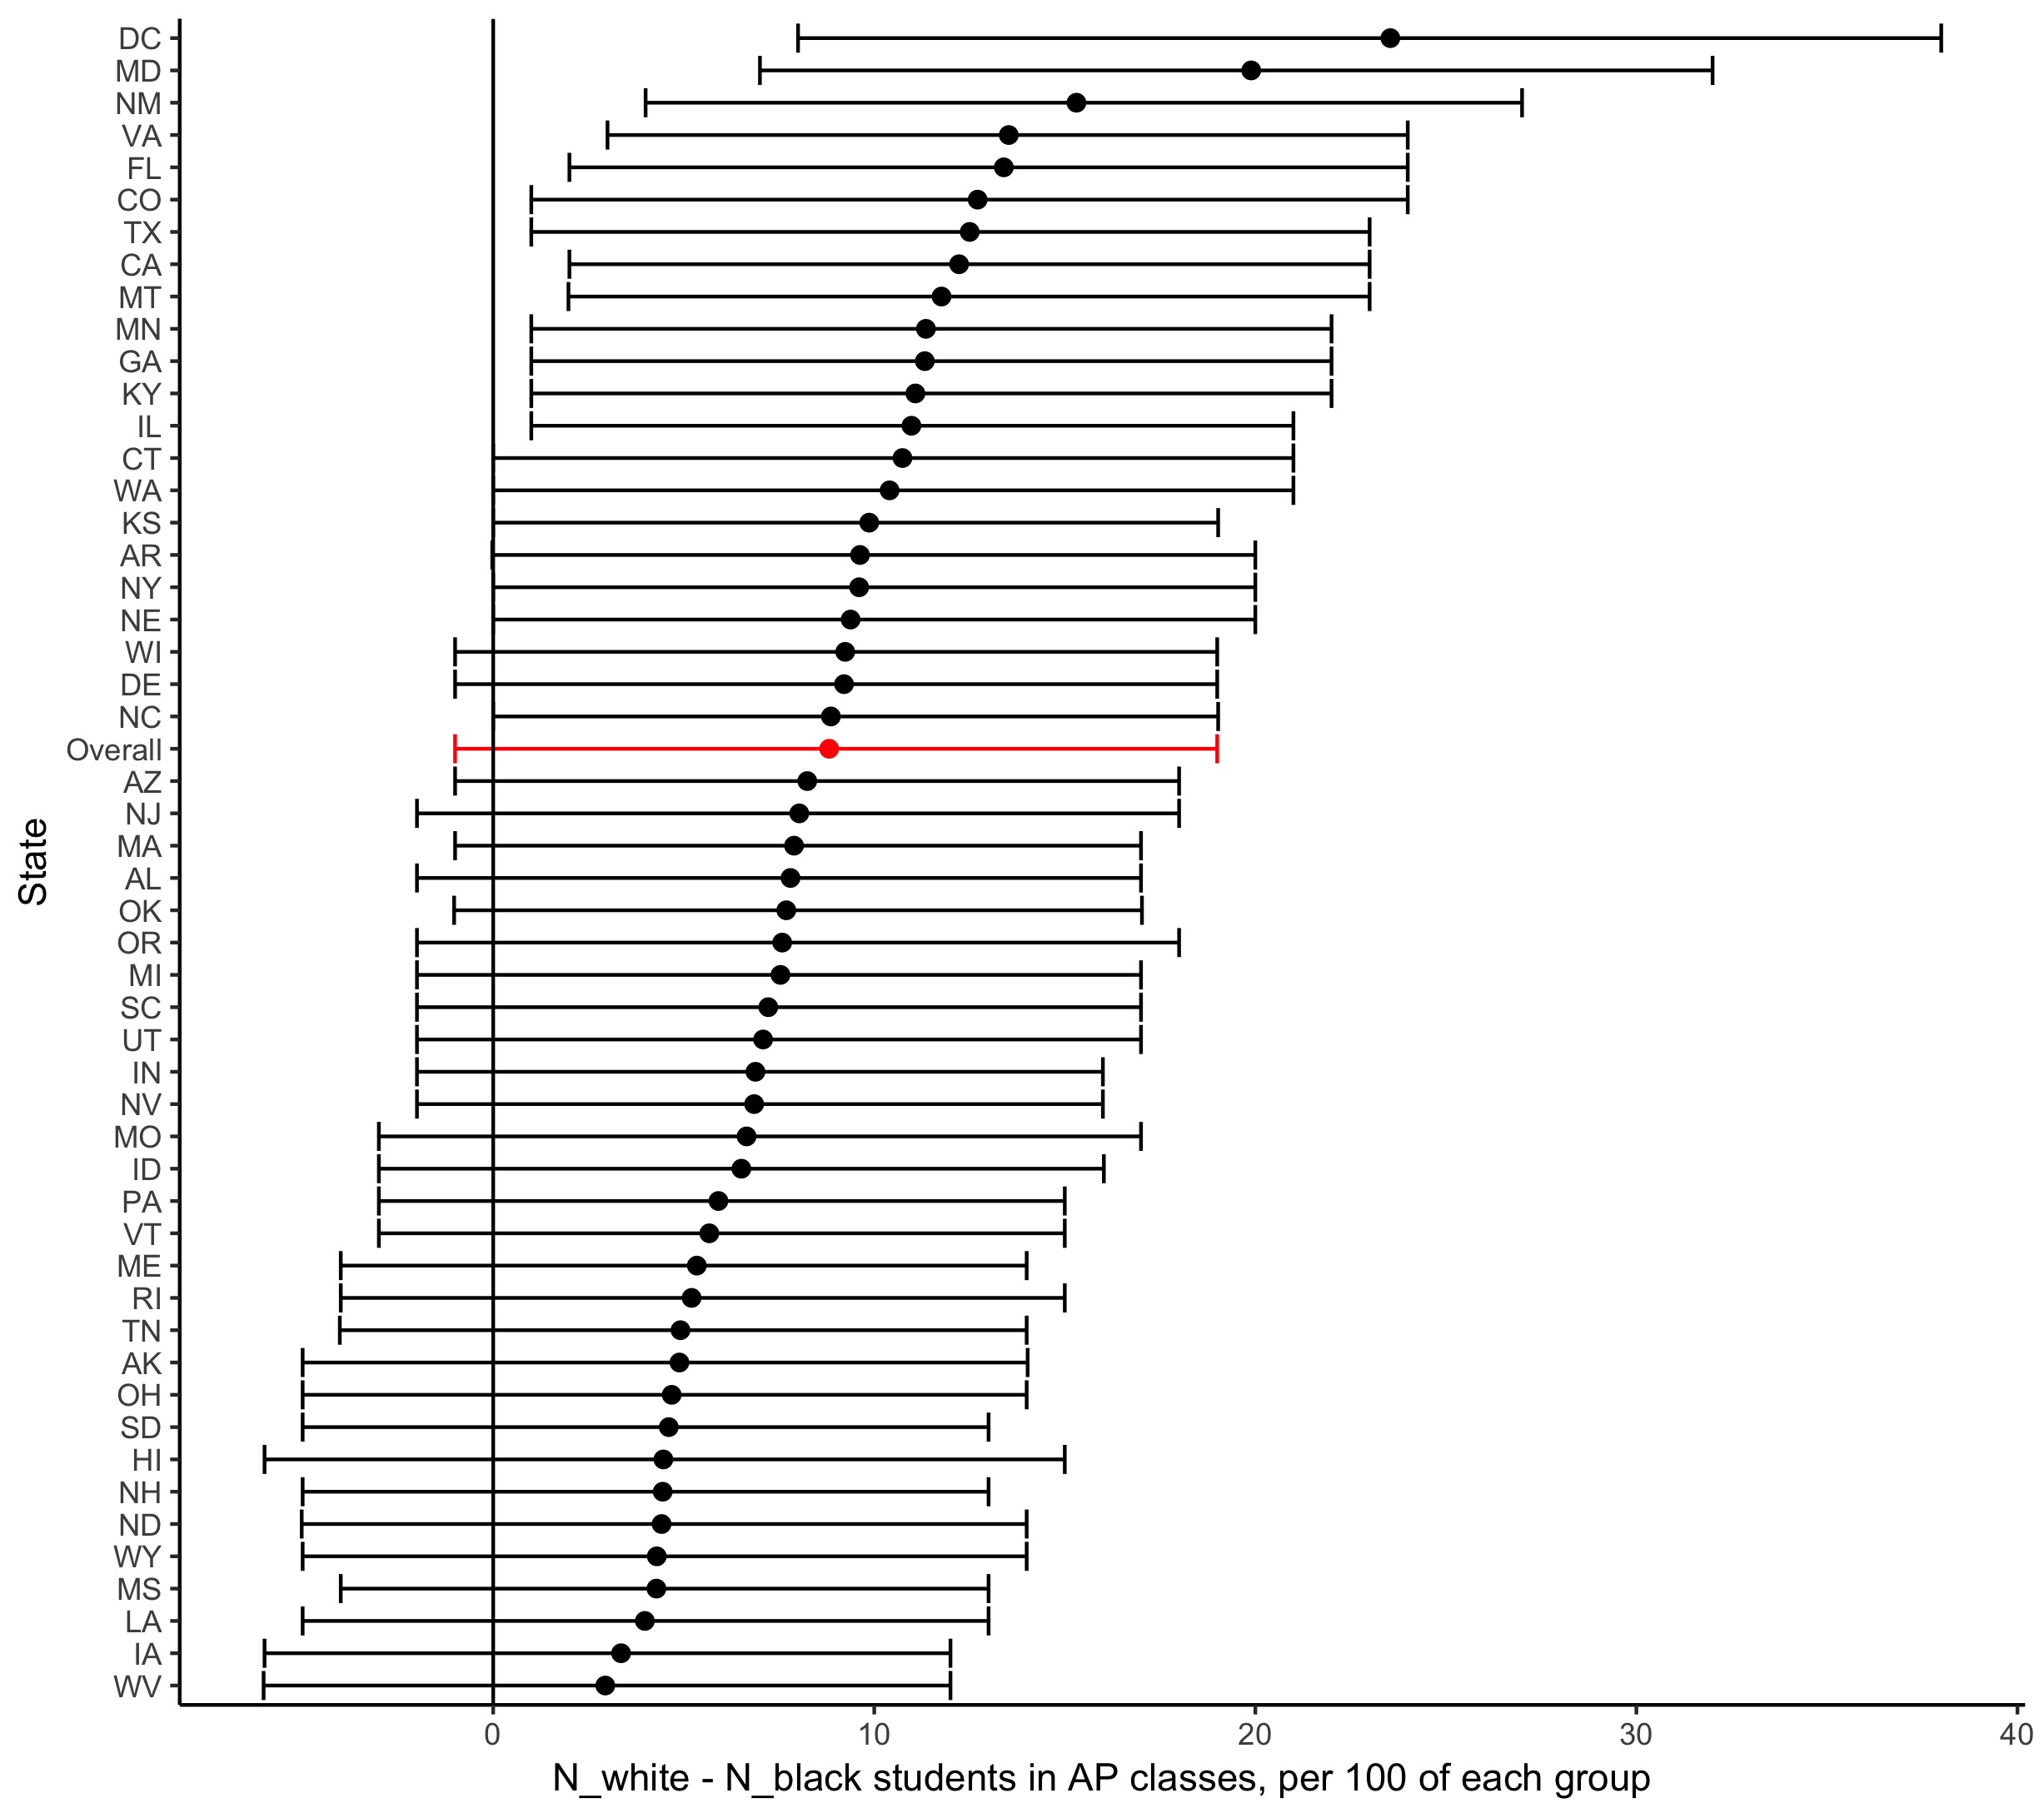 DC
MD
NM
VA
FL
CO
TX
CA
MT
MN
GA
KY
IL
CT
WA
KS
AR
NY
NE
WI
DE
NC
Overall
AZ
NJ
MA
AL
OK
OR
MI
SC
UT
IN
NV
MO
ID
PA
VT
ME
RI
TN
AK
OH
SD
HI
NH
ND
WY
MS
LA
IA
WV
State
0 10 20 30 40
N_white - N_black students in AP classes, per 100 of each group